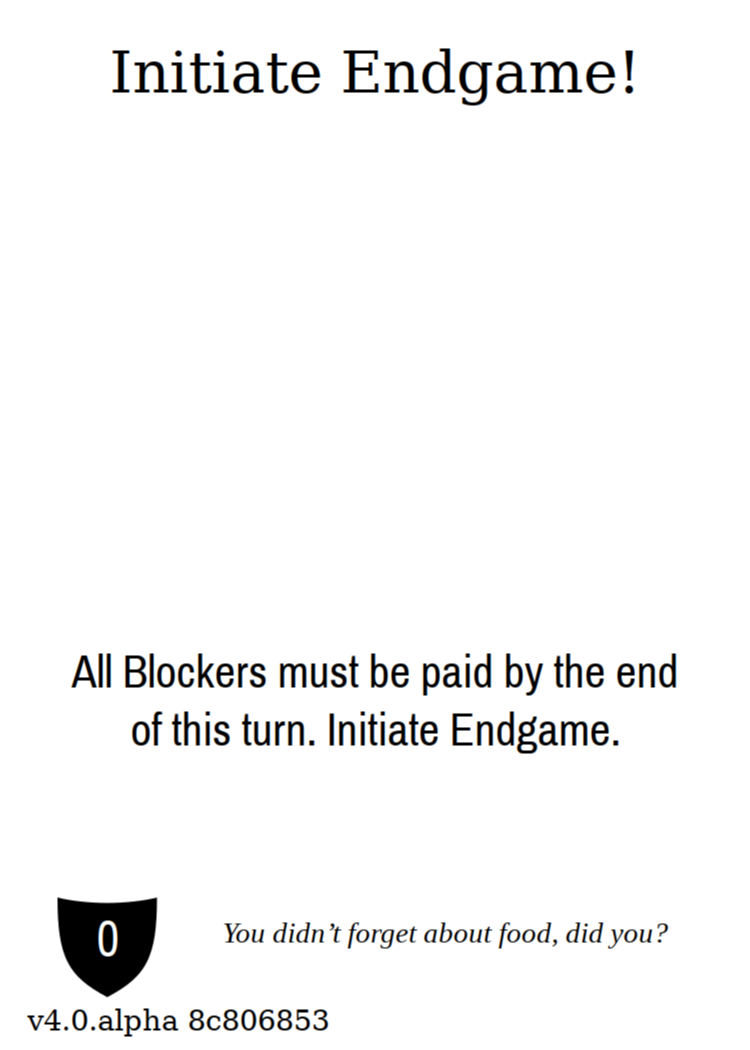 Initiate Endgame!
All Blockers must be paid by the end
of this turn. Initiate Endgame.
0
You didn’t forget about food, did you?
v4.0.alpha 8c806853